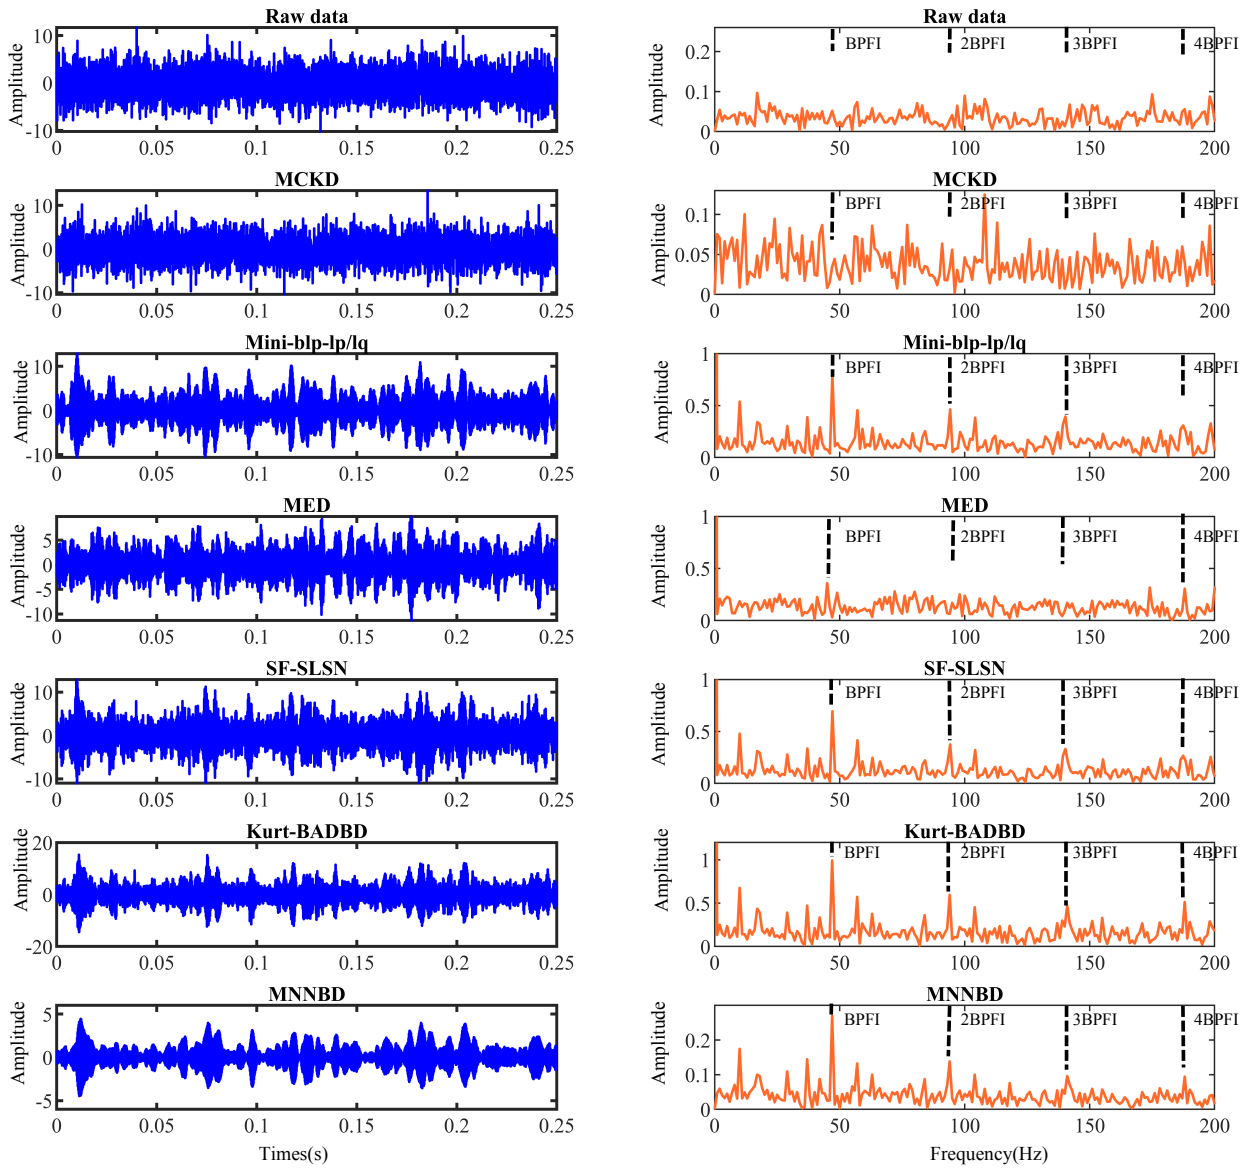 Raw data
Amplitude
10
0
-10
0 0.05 0.1 0.15 0.2 0.25
Raw data
Amplitude
0.2
0.1
0
BPFI 2BPFI 3BPFI 4BPFI
0 50 100 150 200
MCKD
Amplitude
10
0
-10
0 0.05 0.1 0.15 0.2 0.25
MCKD
Amplitude
0.1
0.05
0
BPFI 2BPFI 3BPFI 4BPFI
0 50 100 150 200
Mini-blp-lp/lq
Amplitude
10
0
-10
0 0.05 0.1 0.15 0.2 0.25
Mini-blp-lp/lq
Amplitude
1
0.5
0
BPFI 2BPFI 3BPFI 4BPFI
0 50 100 150 200
MED
Amplitude
5
0
-5
-10
0 0.05 0.1 0.15 0.2 0.25
MED
Amplitude
1
0.5
0
BPFI 2BPFI 3BPFI 4BPFI
0 50 100 150 200
SF-SLSN
Amplitude
10
0
-10
0 0.05 0.1 0.15 0.2 0.25
SF-SLSN
Amplitude
1
0.5
0
BPFI 2BPFI 3BPFI 4BPFI
0 50 100 150 200
Kurt-BADBD
Amplitude
20
0
-20
0 0.05 0.1 0.15 0.2 0.25
Kurt-BADBD
Amplitude
1
0.5
0
BPFI 2BPFI 3BPFI 4BPFI
0 50 100 150 200
MNNBD
Amplitude
5
0
-5
0 0.05 0.1 0.15 0.2 0.25
Times(s)
MNNBD
Amplitude
0.2
0.1
0
BPFI 2BPFI 3BPFI 4BPFI
0 50 100 150 200
Frequency(Hz)